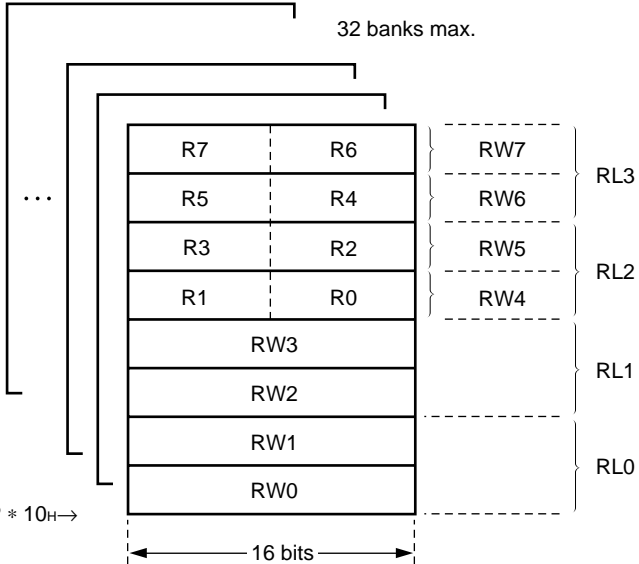 32 banks max.
R7 R6 RW7
RL3
... R5 R4 RW6
R3 R2 RW5
RL2
R1 R0 RW4
RW3
RL1
RW2
RW1
RL0
RW0
* 10H→
16 bits